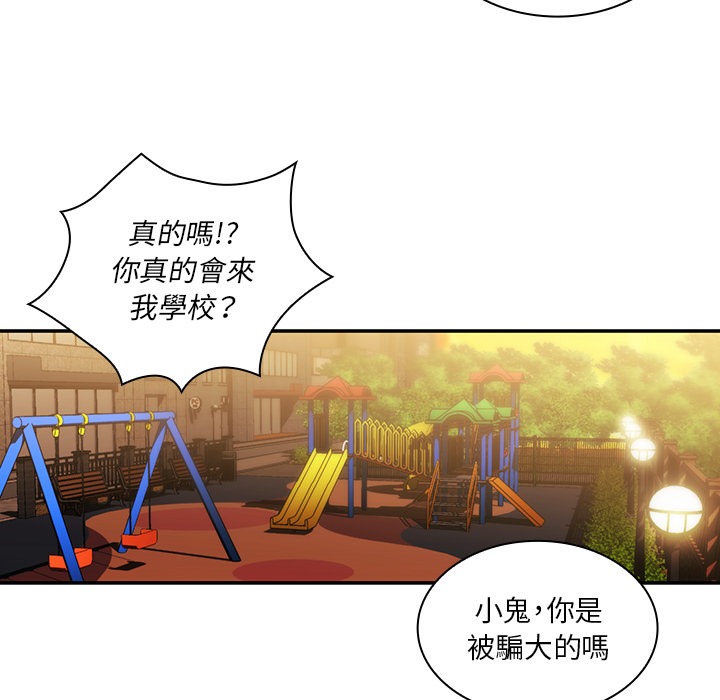 真的嗎!?
你真的會來
我學校？
小鬼，你是
被騙大的嗎